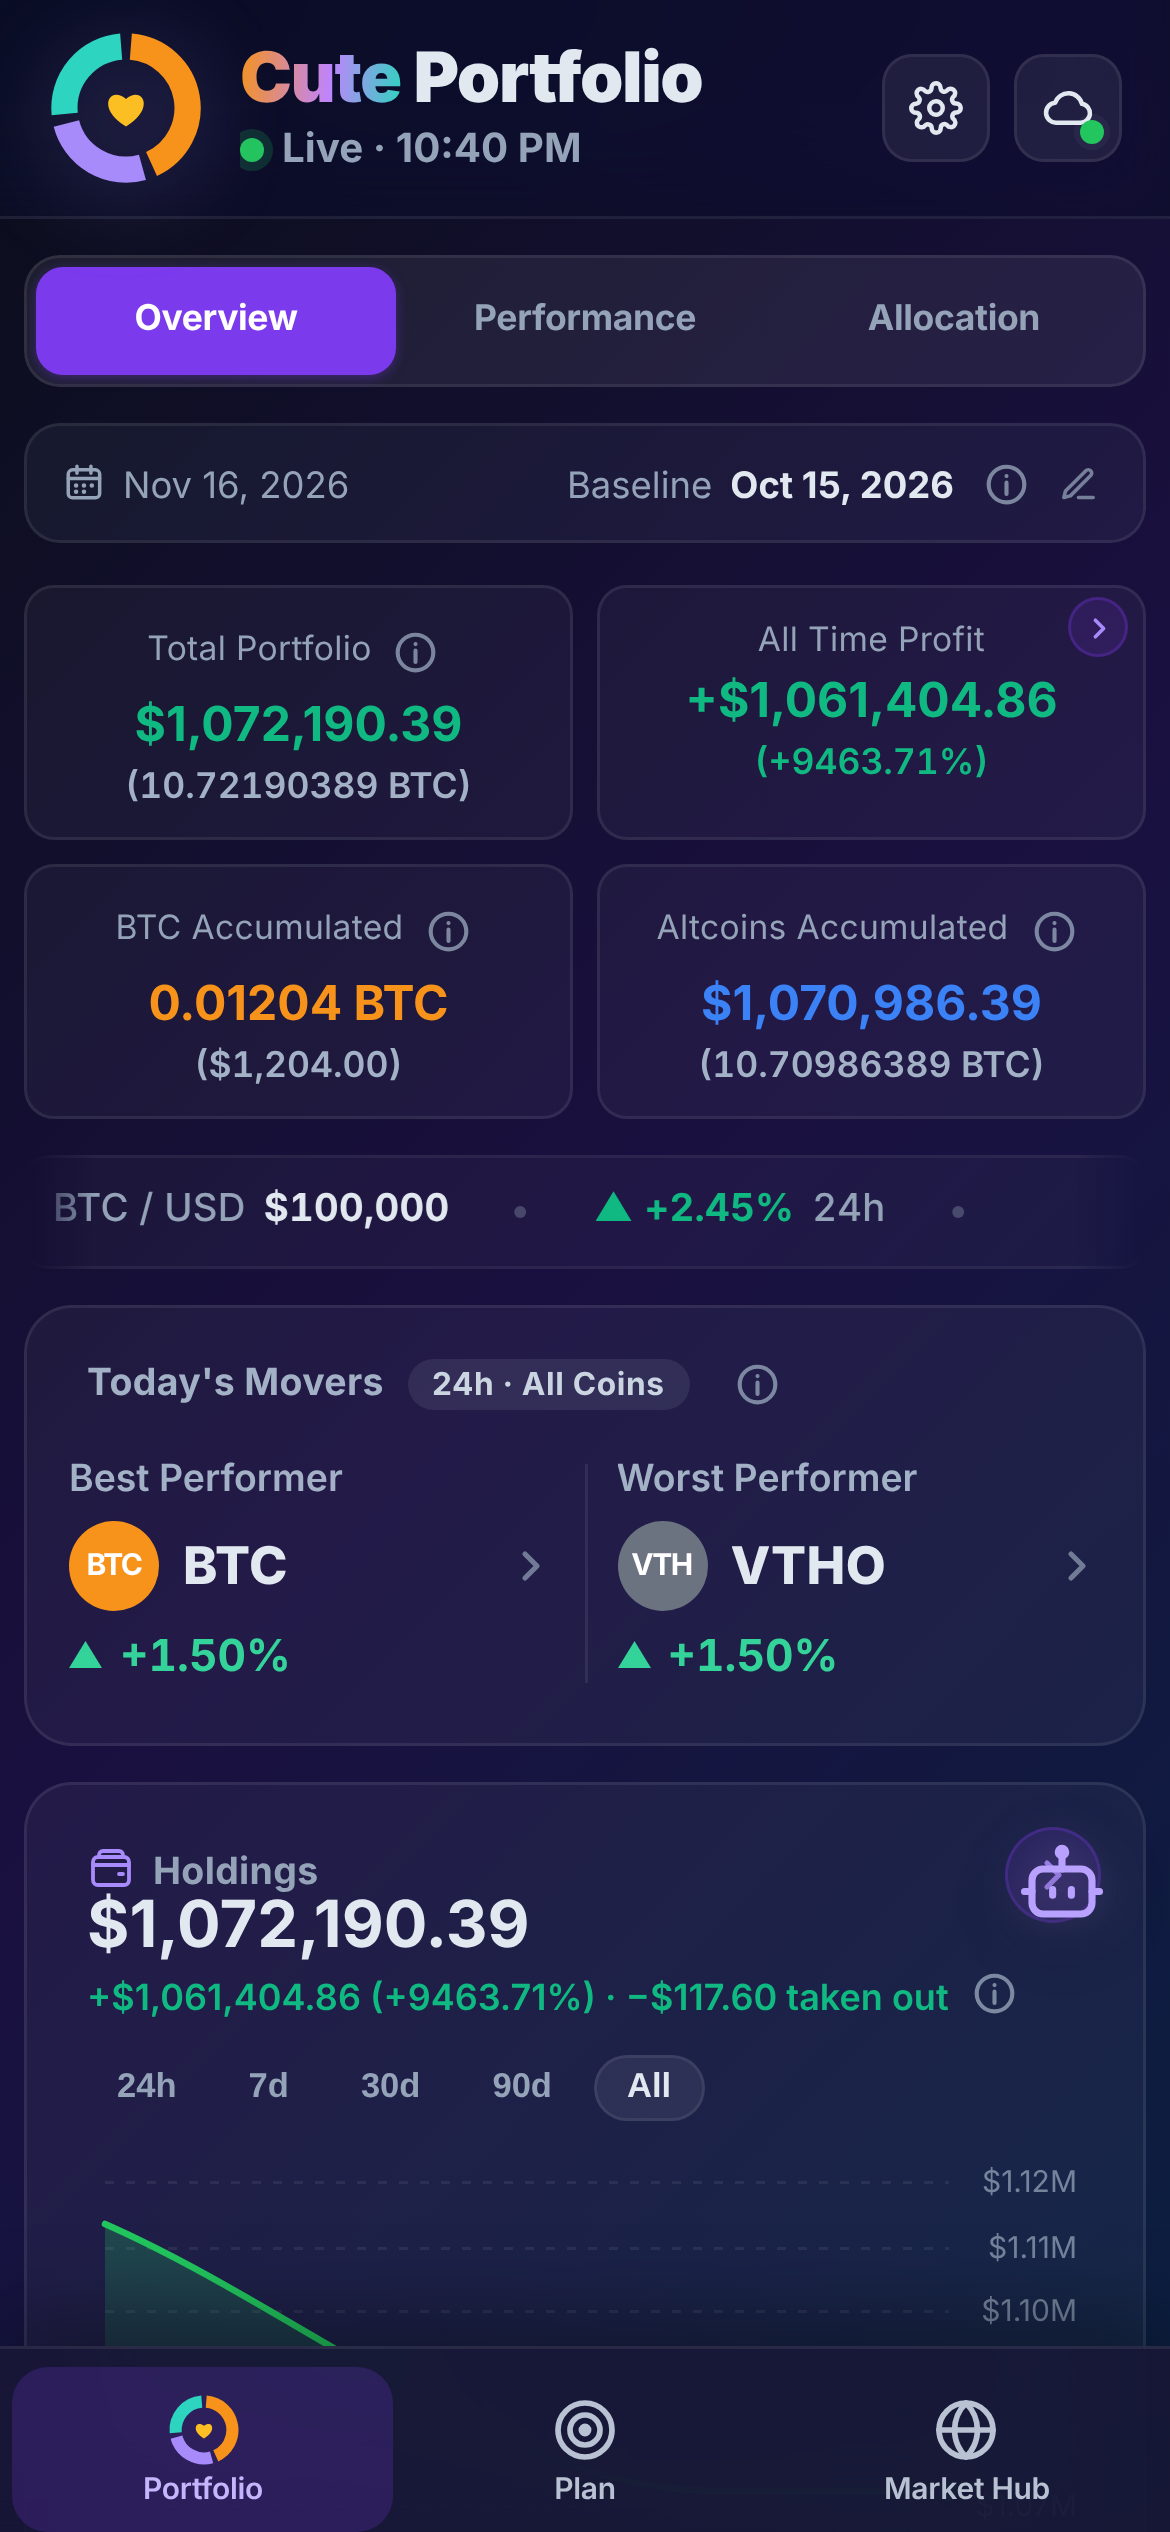 Cute Portfolio
Live · 10:40 PM
Overview Performance Allocation
Nov 16, 2026 Baseline Oct 15, 2026
Total Portfolio
$1,072,190.39
(10.72190389 BTC)
All Time Profit
+$1,061,404.86
(+9463.71%)
BTC Accumulated
0.01204 BTC
($1,204.00)
Altcoins Accumulated
$1,070,986.39
(10.70986389 BTC)
BTC / USD $100,000 • ▲ +2.45% 24h •
Today's Movers 24h · All Coins
Best Performer
BTC BTC
▲ +1.50%
Worst Performer
VTH VTHO
▲ +1.50%
Holdings
$1,072,190.39
+$1,061,404.86 (+9463.71%) · −$117.60 taken out
24h 7d 30d 90d All
$1.12M
$1.11M
$1.10M
Portfolio Plan Market Hub
$1.07M